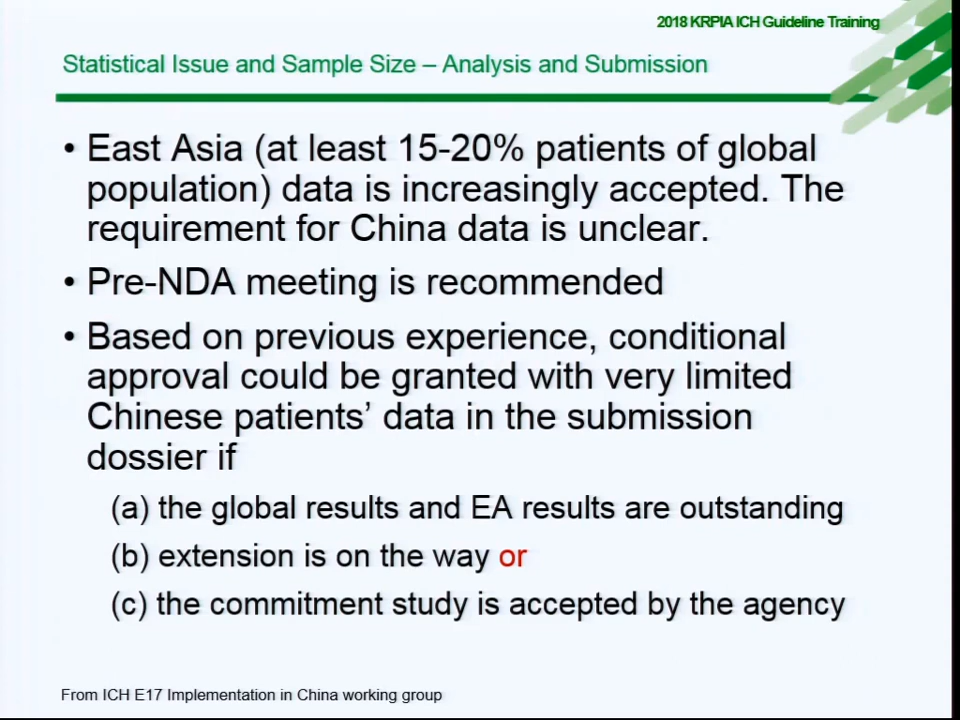 2018 KRPIA ICH Guideline Training
Statistical Issue and Sample Size – Analysis and Submission
• East Asia (at least 15-20% patients of global
population) data is increasingly accepted. The
requirement for China data is unclear.
• Pre-NDA meeting is recommended
• Based on previous experience, conditional
approval could be granted with very limited
Chinese patients’ data in the submission
dossier if
(a) the global results and EA results are outstanding
(b) extension is on the way or
(c) the commitment study is accepted by the agency
From ICH E17 Implementation in China working group